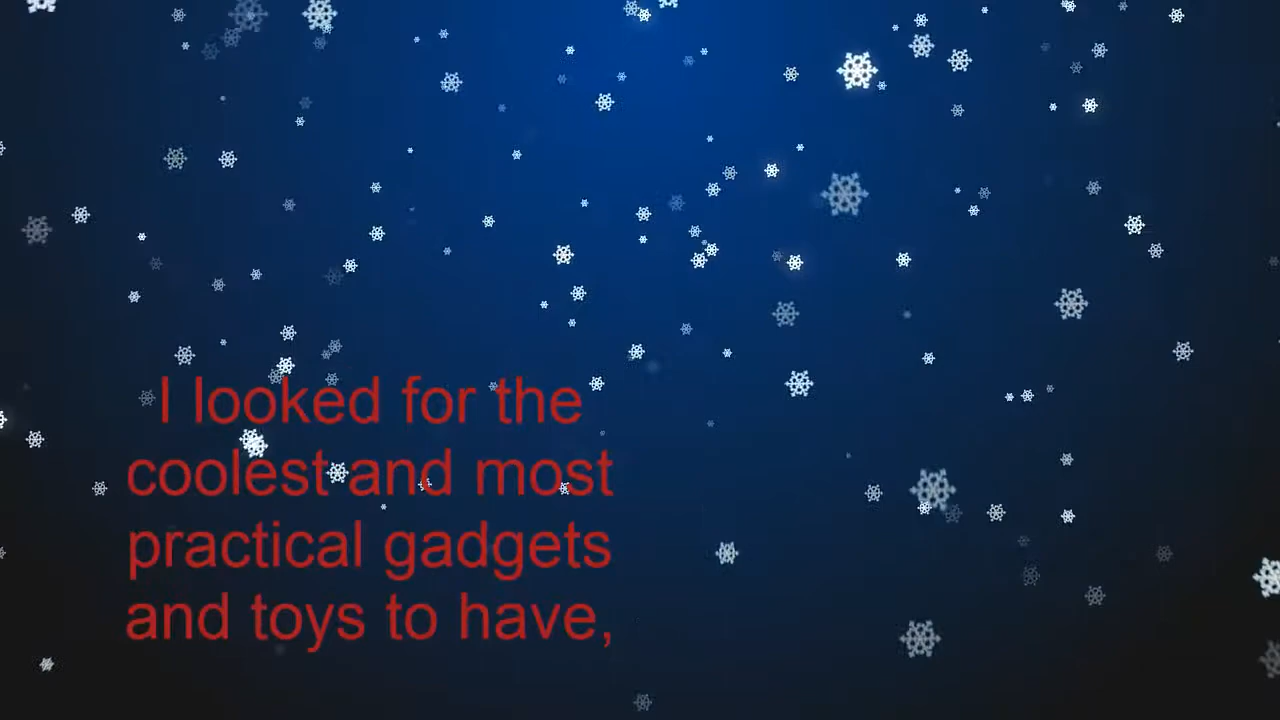 I looked for the
coolest and most
practical gadgets
and toys to have,